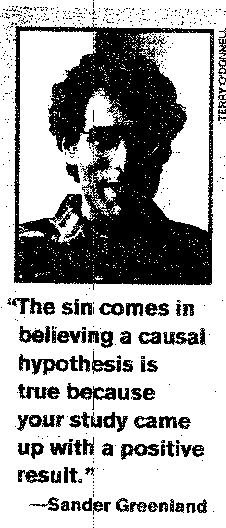 TERRY O'DONNELL
“The sin comes in
believing a causal
hypothesis is
true because
your study came
up with a positive
result.”
—Sander Greenland